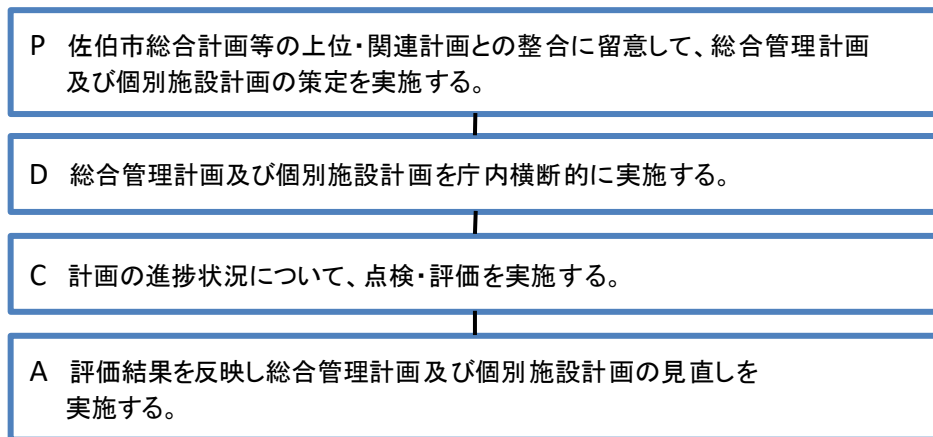 P 佐伯市総合計画等の上位・関連計画との整合に留意して、総合管理計画
及び個別施設計画の策定を実施する。
D 総合管理計画及び個別施設計画を庁内横断的に実施する。
C 計画の進捗状況について、点検・評価を実施する。
A 評価結果を反映し総合管理計画及び個別施設計画の見直しを
実施する。